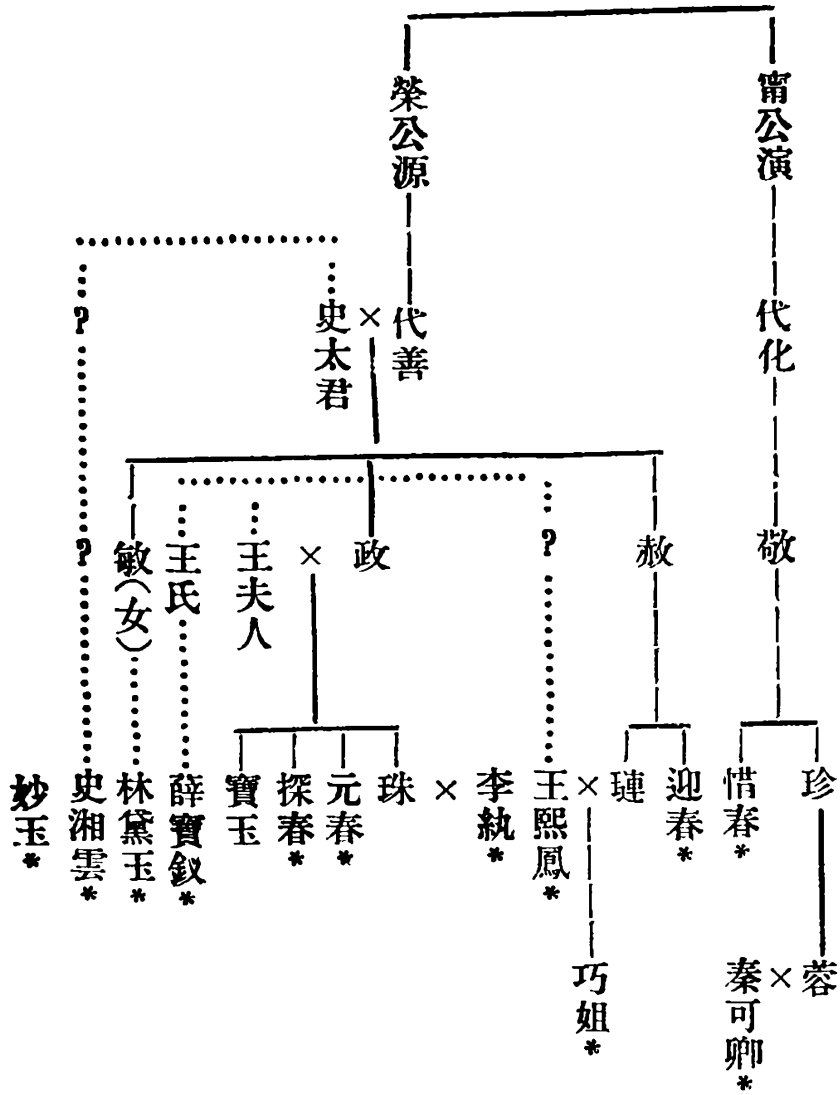 甯公演
榮公源
代化
代善
×
史太君
?
敬
赦
?
政
×
王夫人
王氏
敏（女）
?
珍
惜春*
迎春*
璉
×
王熙鳳*
李紈*
×
珠
元春*
探春*
寶玉
薛寶釵*
林黛玉*
史湘雲*
妙玉*
蓉
×
秦可卿*
巧姐*